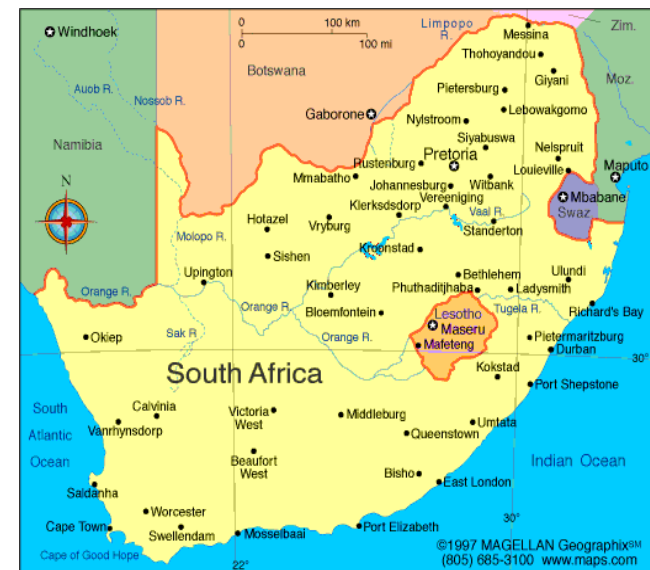 Windhoek
0 100 km
0 100 mi
Limpopo
R.
Zim.
Messina
Thohoyandou
Botswana
Giyani
Moz.
Auob R.
Nossob R.
Pietersburg
Gaborone
Lebowakgomo
Nylstroom
Namibia
Siyabuswa
Nelspruit
Rustenburg
Pretoria
Maputo
N
Mmabatho
Louieville
Johannesburg
Witbank
Mbabane
Vereeniging
Klerksdsdorp
Vaal R.
Swaz
Hotazel
Vryburg
Standerton
Molopo R.
Kroonstad
Sishen
Upington
Bethlehem
Ulundi
Orange R.
Kimberley
Phuthaditjhaba
Ladysmith
Orange R.
Bloemfontein
Tugela R.
Richard's Bay
Lesotho
Maseru
Okiep
Sak R
Orange R.
Mafeteng
Pietermaritzburg
Durban
30°
South Africa
Kokstad
Port Shepstone
South
Atlantic
Ocean
Calvinia
Vanrhynsdorp
Victoria
West
Middleburg
Umtata
Queenstown
Beaufort
West
Indian Ocean
Bisho
East London
Saldanha
Worcester
Cape Town
Swellendam
Mosselbaai
Port Elizabeth
30°
Cape of Good Hope
22°
©1997 MAGELLAN Geographix℠
(805) 685-3100 www.maps.com